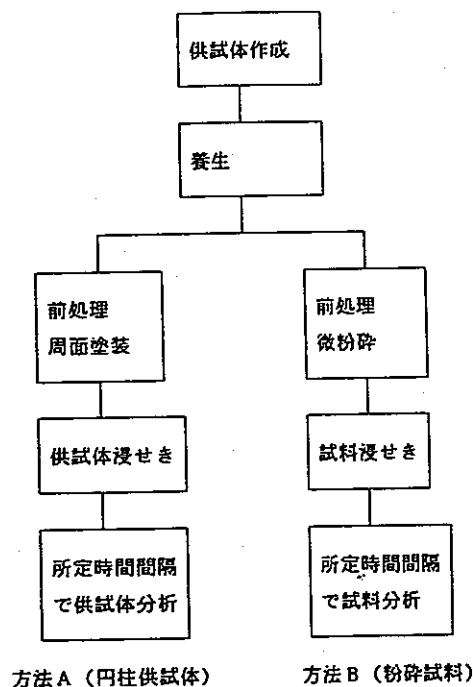 供試体作成
養生
前処理
周面塗装
供試体浸せき
所定時間間隔
で供試体分析
方法A（円柱供試体）
前処理
微粉砕
試料浸せき
所定時間間隔
で試料分析
方法B（粉砕試料）